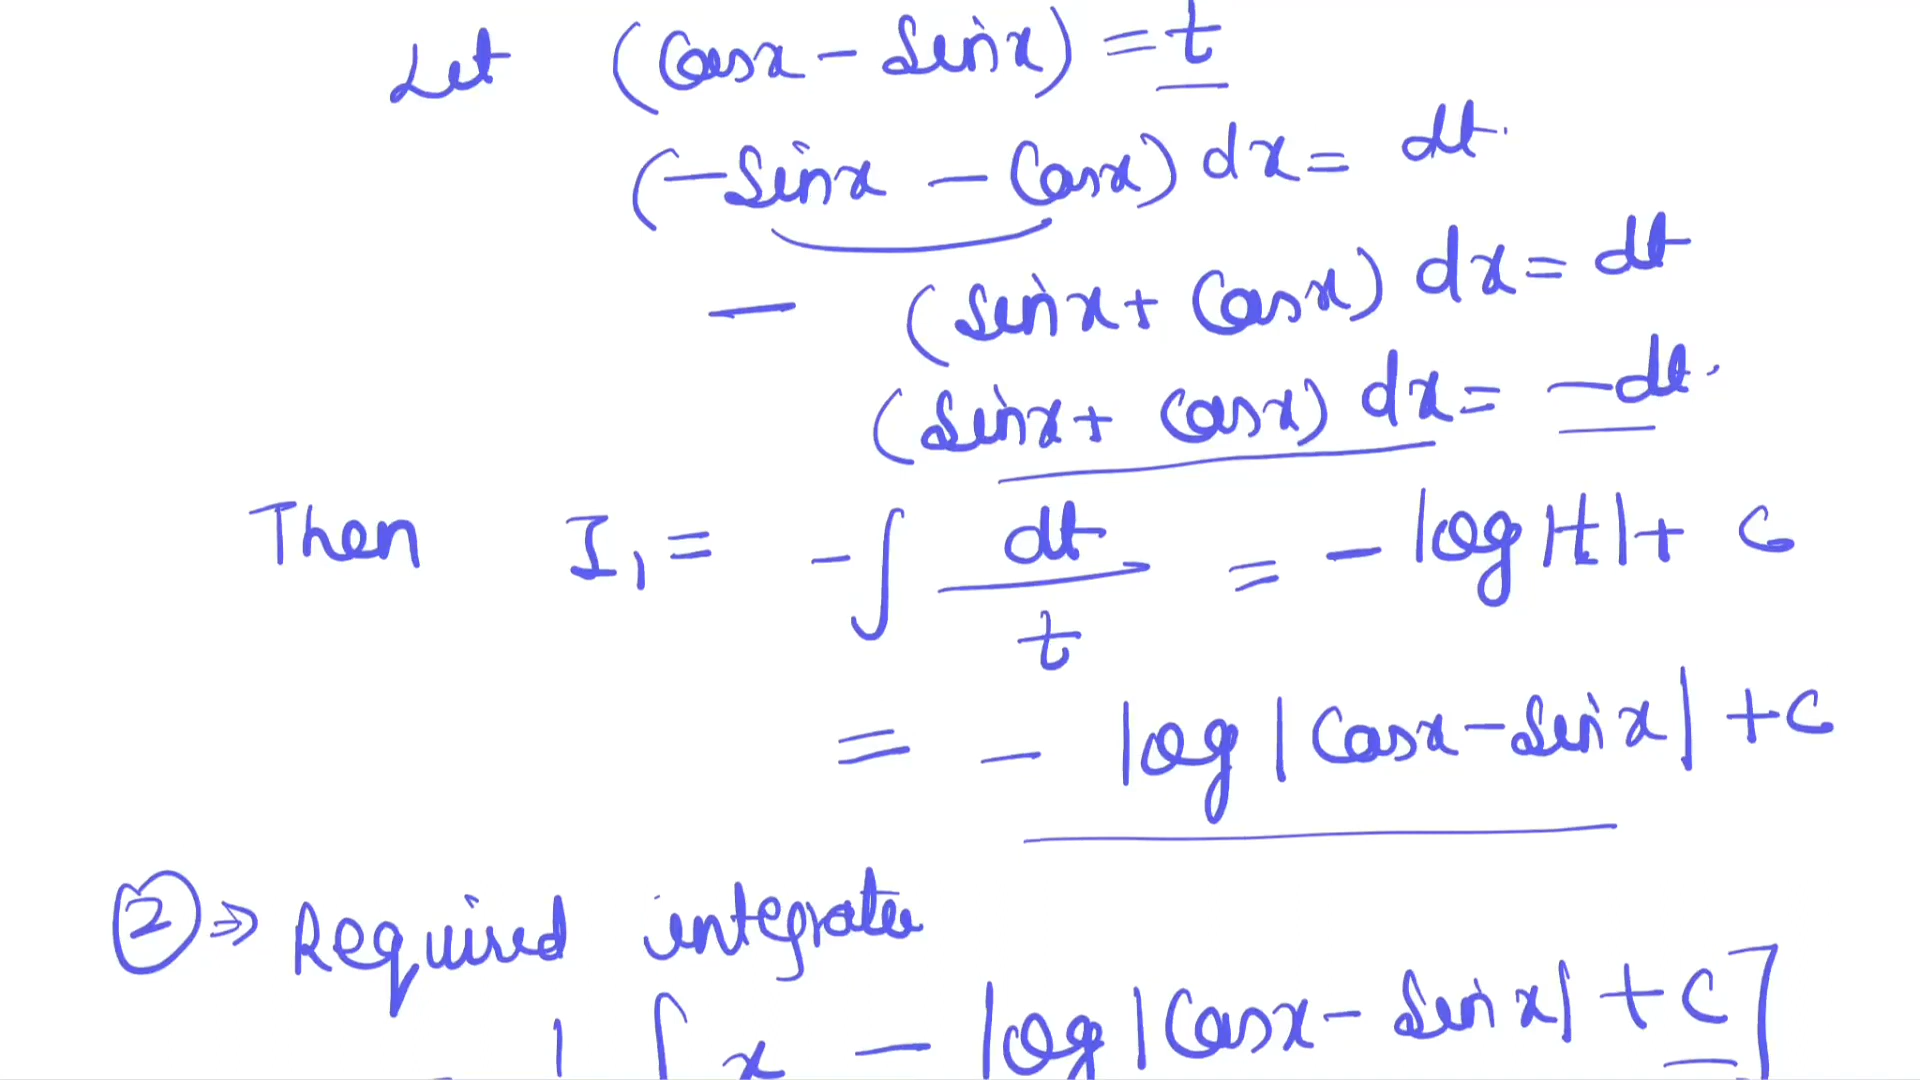 Let (Cosx - Sinx) = t
(-Sinx - Cosx) dx = dt.
- (Sinx + Cosx) dx = dt
(Sinx + Cosx) dx = -dt.
Then I₁ = -∫ dt/t = - log |t| + c
= - log | Cosx - Sinx | + c
② ⇒ Required integral
x - log | Cosx - Sinx | + c ]